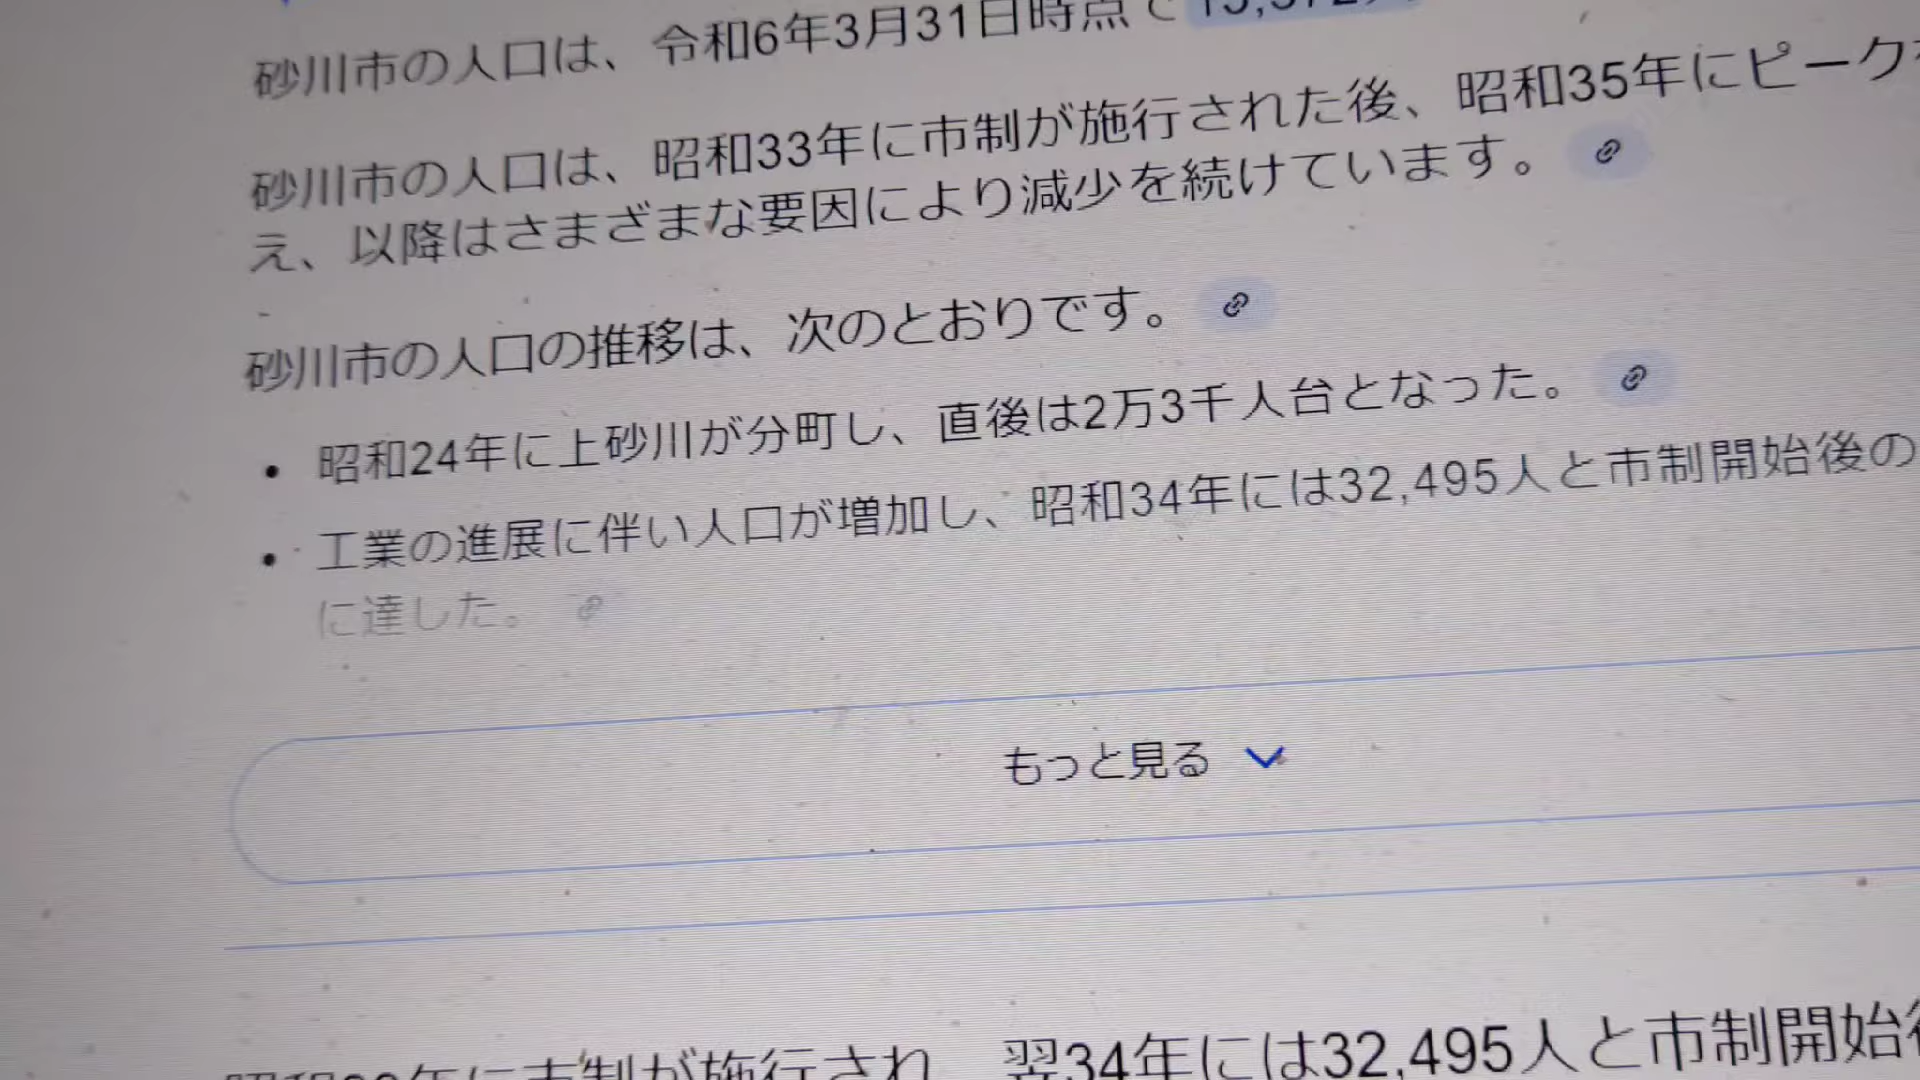 砂川市の人口は、令和6年3月31日時点で
砂川市の人口は、昭和33年に市制が施行された後、昭和35年にピーク
え、以降はさまざまな要因により減少を続けています。
砂川市の人口の推移は、次のとおりです。
• 昭和24年に上砂川が分町し、直後は2万3千人台となった。
• 工業の進展に伴い人口が増加し、昭和34年には32,495人と市制開始後の
に達した。
もっと見る
年に市制が施行され、翌34年には32,495人と市制開始